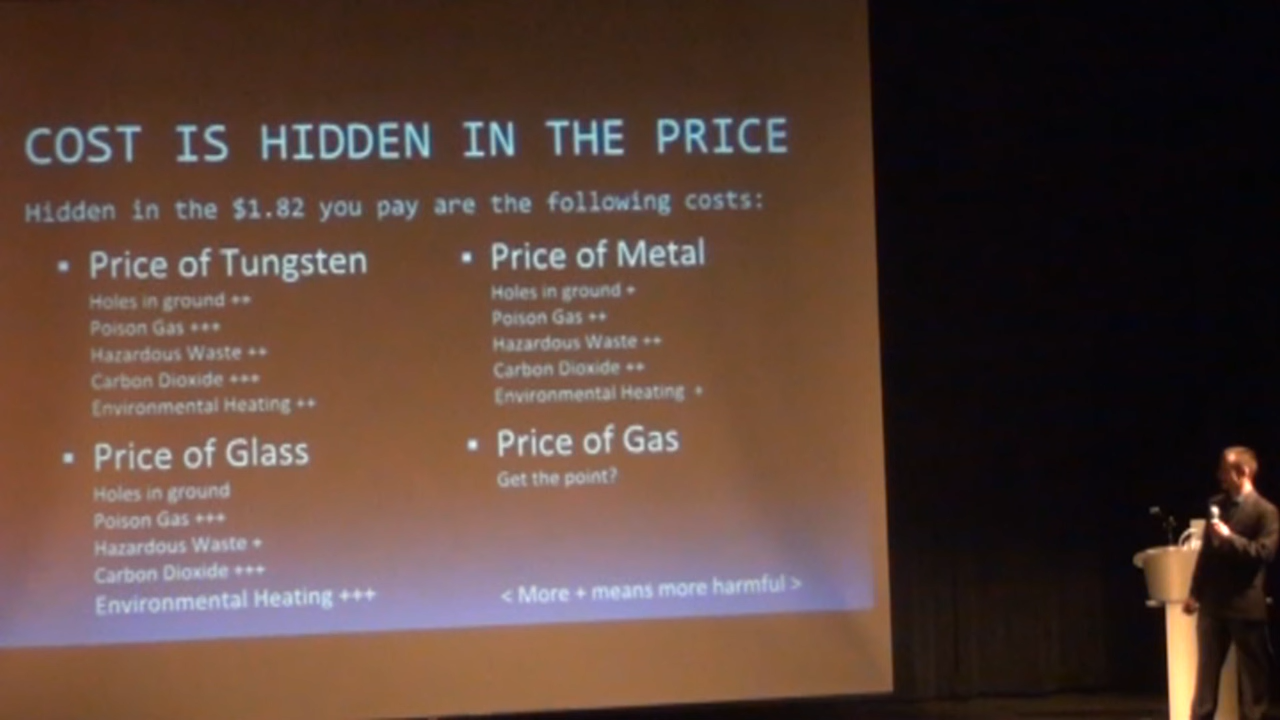 COST IS HIDDEN IN THE PRICE
Hidden in the $1.82 you pay are the following costs:
▪ Price of Tungsten
Holes in ground ++
Poison Gas +++
Hazardous Waste ++
Carbon Dioxide +++
Environmental Heating ++
▪ Price of Glass
Holes in ground
Poison Gas +++
Hazardous Waste +
Carbon Dioxide +++
Environmental Heating +++
▪ Price of Metal
Holes in ground +
Poison Gas ++
Hazardous Waste ++
Carbon Dioxide ++
Environmental Heating +
▪ Price of Gas
Get the point?
< More + means more harmful >